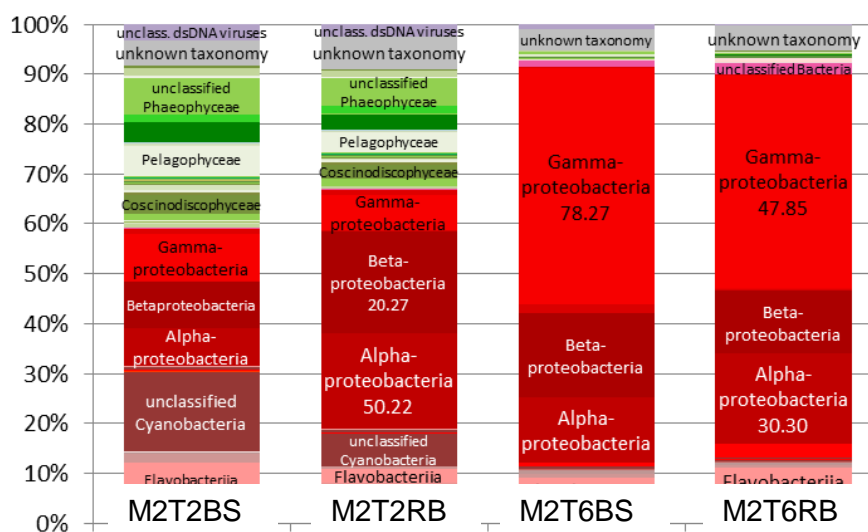 100%
90%
80%
70%
60%
50%
40%
30%
20%
10%
0%
unclass. dsDNA viruses
unknown taxonomy
unclassified
Phaeophyceae
Pelagophyceae
Coscinodiscophyceae
Gamma-
proteobacteria
Betaproteobacteria
Alpha-
proteobacteria
unclassified
Cyanobacteria
Flavobacteriia
M2T2BS
unclass. dsDNA viruses
unknown taxonomy
unclassified
Phaeophyceae
Pelagophyceae
Coscinodiscophyceae
Gamma-
proteobacteria
Beta-
proteobacteria
20.27
Alpha-
proteobacteria
50.22
unclassified
Cyanobacteria
Flavobacteriia
M2T2RB
unknown taxonomy
Gamma-
proteobacteria
78.27
Beta-
proteobacteria
Alpha-
proteobacteria
M2T6BS
unknown taxonomy
unclassified Bacteria
Gamma-
proteobacteria
47.85
Beta-
proteobacteria
Alpha-
proteobacteria
30.30
Flavobacteriia
M2T6RB